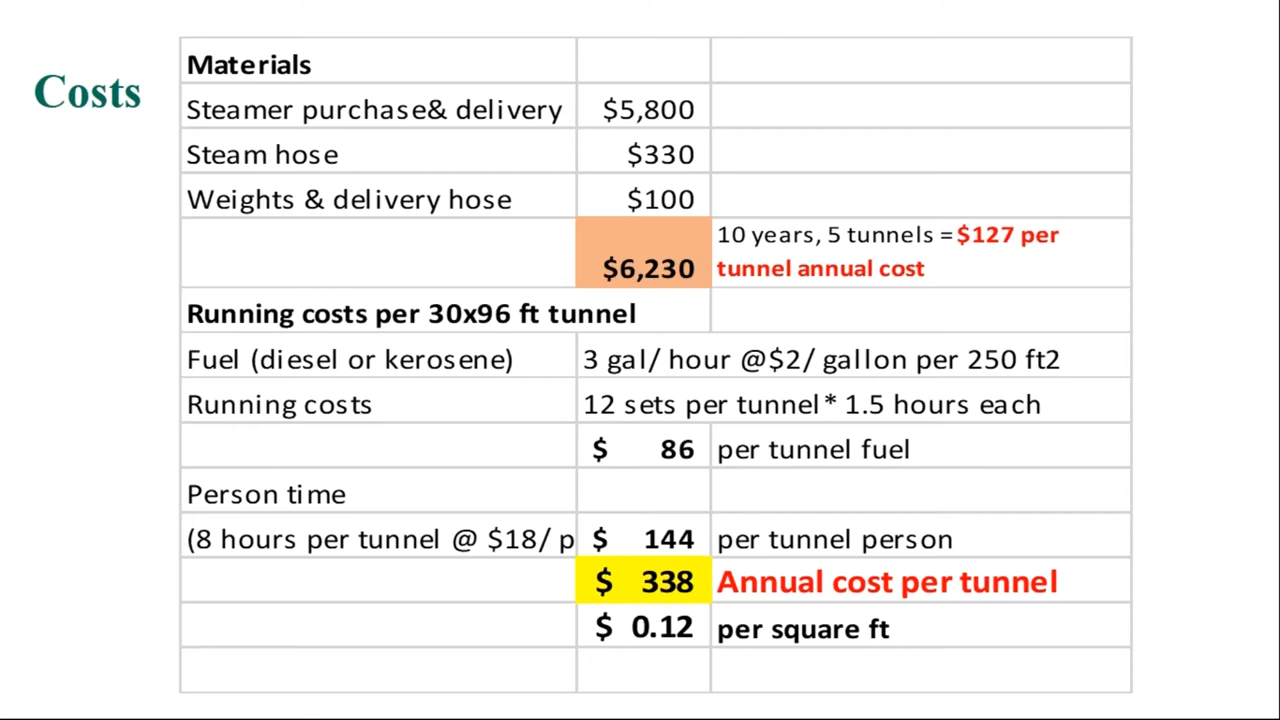 Costs
Materials
Steamer purchase& delivery $5,800
Steam hose $330
Weights & delivery hose $100
$6,230 10 years, 5 tunnels = $127 per
tunnel annual cost
Running costs per 30x96 ft tunnel
Fuel (diesel or kerosene) 3 gal/ hour @$2/ gallon per 250 ft2
Running costs 12 sets per tunnel* 1.5 hours each
$ 86 per tunnel fuel
Person time
(8 hours per tunnel @ $18/ p $ 144 per tunnel person
$ 338 Annual cost per tunnel
$ 0.12 per square ft